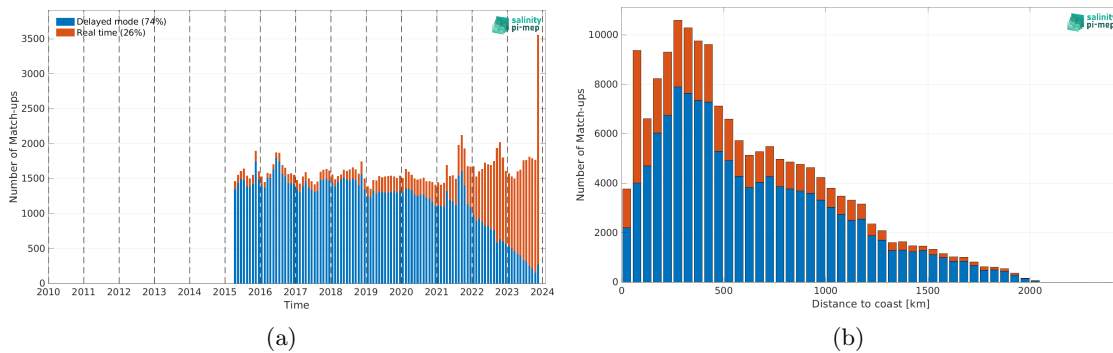 Delayed mode (74%)
Real time (26%)
salinity
pi-mep
Number of Match-ups
3500
3000
2500
2000
1500
1000
500
0
2010 2011 2012 2013 2014 2015 2016 2017 2018 2019 2020 2021 2022 2023 2024
Time
(a)
salinity
pi-mep
Number of Match-ups
10000
8000
6000
4000
2000
0
0 500 1000 1500 2000
Distance to coast [km]
(b)